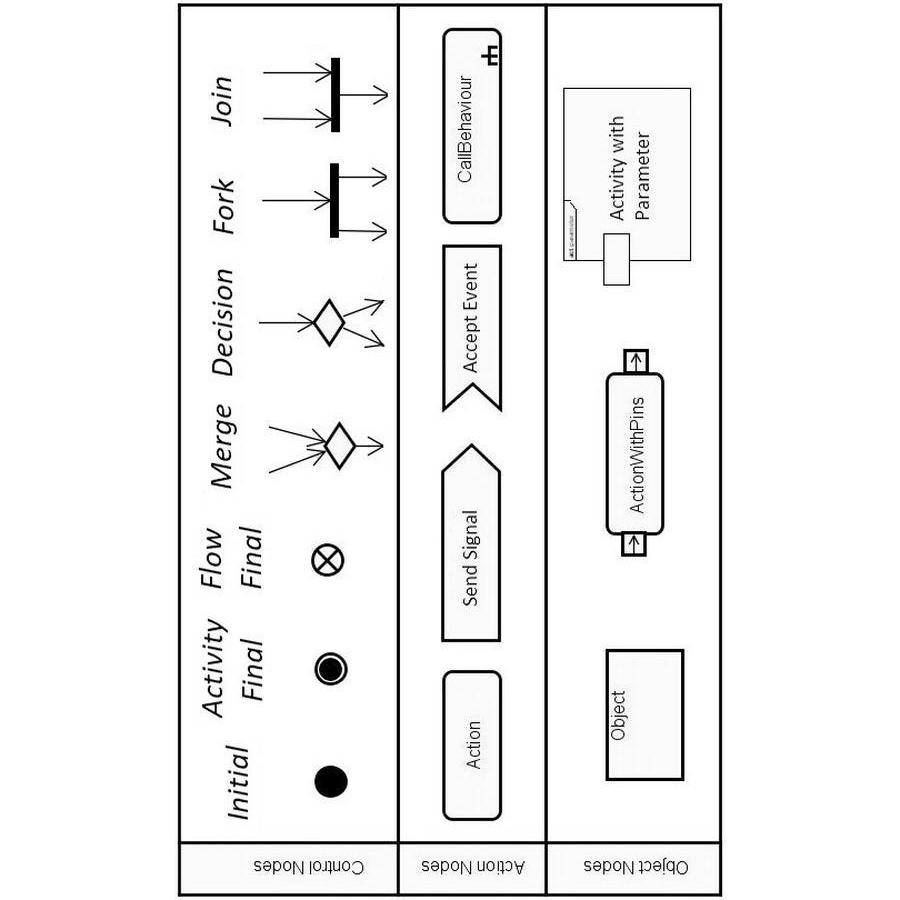 Control Nodes
Initial
Activity
Final
Flow
Final
Merge
Decision
Fork
Join
Action Nodes
Action
Send Signal
Accept Event
CallBehaviour
Object Nodes
Object
ActionWithPins
Activity with
Parameter